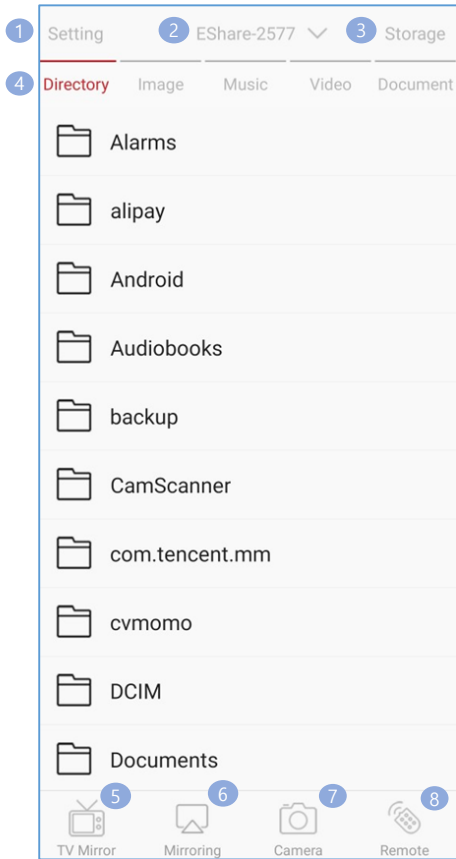 1 Setting 2 EShare-2577 3 Storage
4 Directory Image Music Video Document
Alarms
alipay
Android
Audiobooks
backup
CamScanner
com.tencent.mm
cvmomo
DCIM
Documents
5 6 7 8
TV Mirror Mirroring Camera Remote